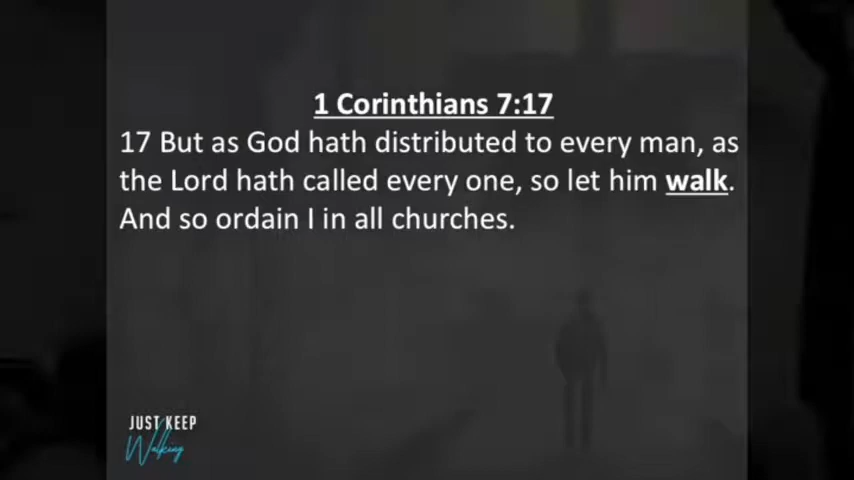 1 Corinthians 7:17
17 But as God hath distributed to every man, as
the Lord hath called every one, so let him walk.
And so ordain I in all churches.
JUST KEEP
Walking